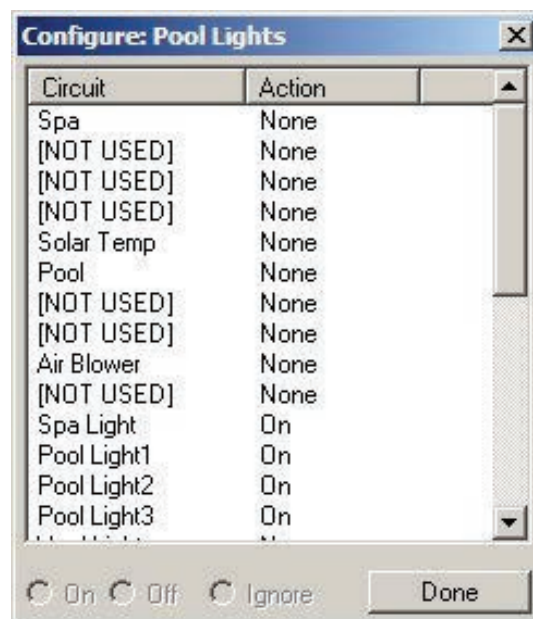 Configure: Pool Lights
Circuit Action
Spa None
[NOT USED] None
[NOT USED] None
[NOT USED] None
Solar Temp None
Pool None
[NOT USED] None
[NOT USED] None
Air Blower None
[NOT USED] None
Spa Light On
Pool Light1 On
Pool Light2 On
Pool Light3 On
On Off Ignore Done